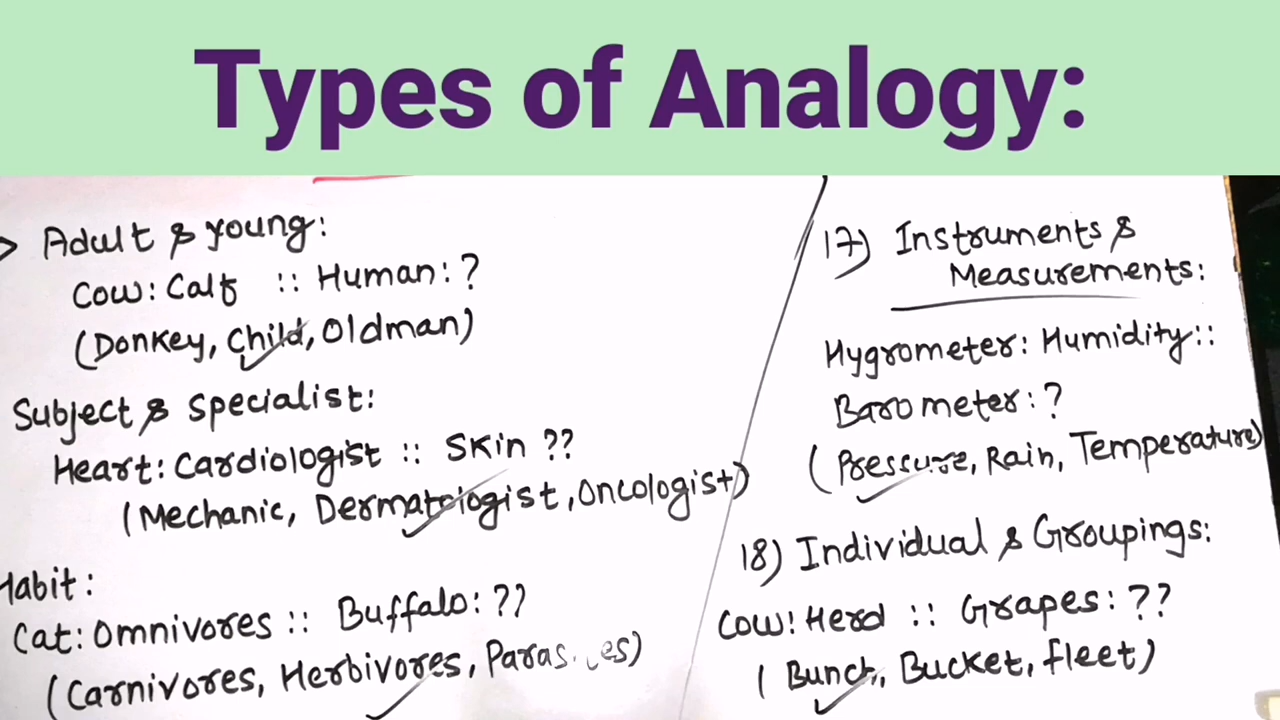 Types of Analogy:
Adult & young:
Cow: Calf :: Human: ?
(Donkey, Child, Oldman)
Subject & specialist:
Heart: Cardiologist :: Skin ??
(Mechanic, Dermatologist, Oncologist)
Habit:
Cat: Omnivores :: Buffalo: ??
(Carnivores, Herbivores,
17) Instruments &
Measurements:
Hygrometer: Humidity::
Barometer: ?
(Pressure, Rain, Temperature)
18) Individual & Groupings:
Cow: Herd :: Grapes: ??
(Bunch, Bucket, fleet)